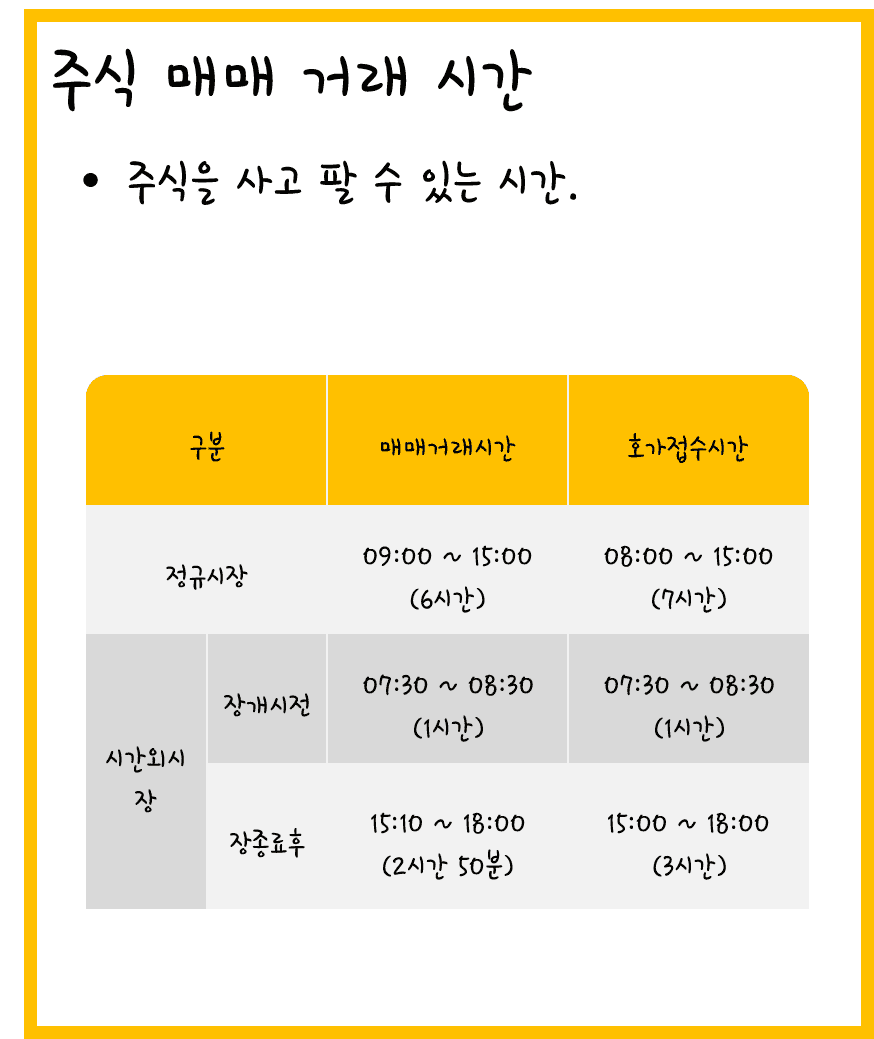 주식 매매 거래 시간
• 주식을 사고 팔 수 있는 시간.
구분 매매거래시간 호가접수시간
정규시장 09:00 ~ 15:00 08:00 ~ 15:00
(6시간) (7시간)
시간외시
장
장개시전 07:30 ~ 08:30 07:30 ~ 08:30
(1시간) (1시간)
장종료후 15:10 ~ 18:00 15:00 ~ 18:00
(2시간 50분) (3시간)